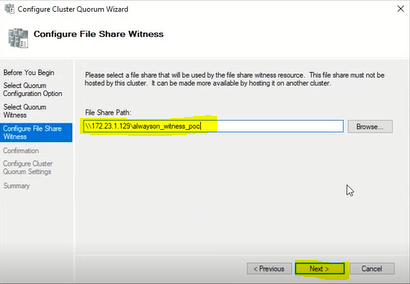 Configure Cluster Quorum Wizard
Configure File Share Witness
Before You Begin
Select Quorum
Configuration Option
Select Quorum
Witness
Configure File Share
Witness
Confirmation
Configure Cluster
Quorum Settings
Summary
Please select a file share that will be used by the file share witness resource. This file share must not be
hosted by this cluster. It can be made more available by hosting it on another cluster.
File Share Path:
\\172.23.1.129\alwayson_witness_poc
Browse...
< Previous
Next >
Cancel